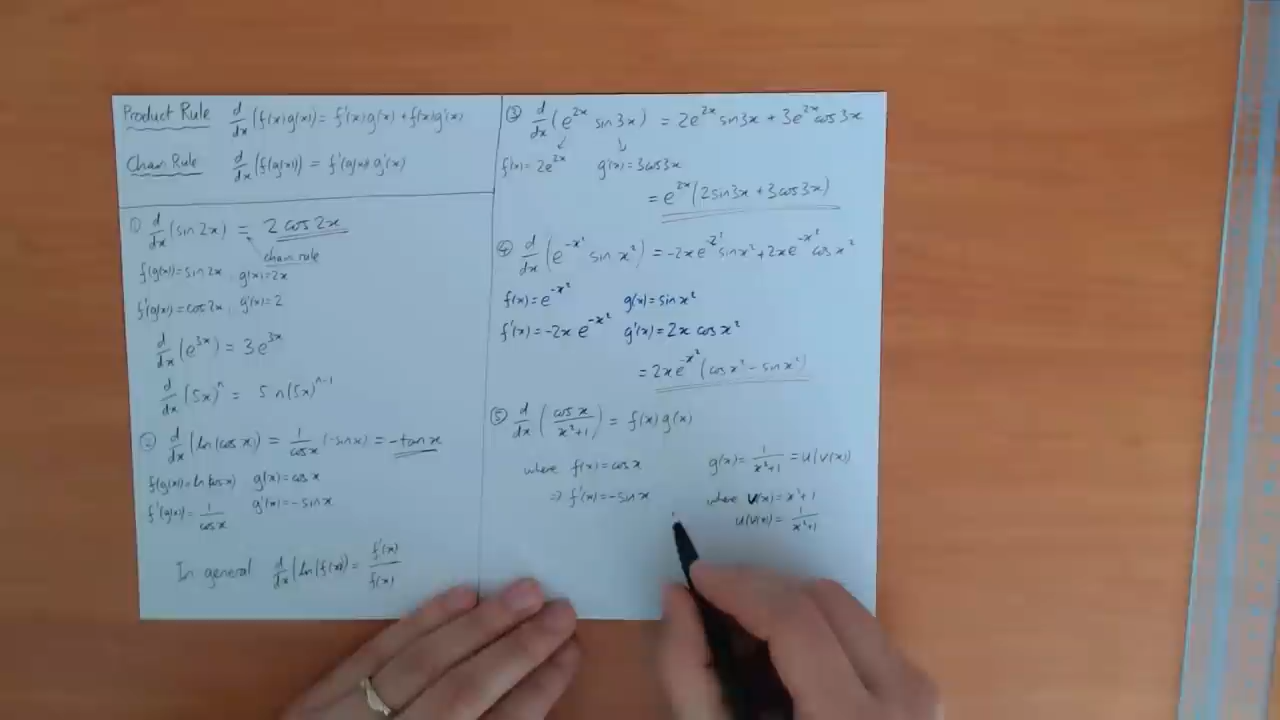 Product Rule d/dx (f(x)g(x)) = f'(x)g(x) + f(x)g'(x)
Chain Rule d/dx (f(g(x))) = f'(g(x)) g'(x)
① d/dx (sin 2x) = 2 cos 2x
chain rule
f(g(x)) = sin 2x, g(x) = 2x
f'(g(x)) = cos 2x, g'(x) = 2
d/dx (e^{3x}) = 3e^{3x}
d/dx (5x)^n = 5n(5x)^{n-1}
② d/dx (ln(cos x)) = 1/cos x (-sin x) = -tan x
f(g(x)) = ln(cos x) g(x) = cos x
f'(g(x)) = 1/cos x g'(x) = -sin x
In general d/dx (ln(f(x)) = f'(x)/f(x)
③ d/dx (e^{2x} sin 3x) = 2e^{2x} sin 3x + 3e^{2x} cos 3x
f'(x) = 2e^{2x} g'(x) = 3cos 3x
= e^{2x} (2 sin 3x + 3 cos 3x)
④ d/dx (e^{-x²} sin x²) = -2x e^{-x²} sin x² + 2x e^{-x²} cos x²
f(x) = e^{-x²} g(x) = sin x²
f'(x) = -2x e^{-x²} g'(x) = 2x cos x²
= 2x e^{-x²} (cos x² - sin x²)
⑤ d/dx (cos x/x²+1) = f(x) g(x)
where f(x) = cos x g(x) = 1/x²+1 = u(v(x))
⇒ f'(x) = -sin x where v(x) = x²+1
u(v(x)) = 1/x²+1